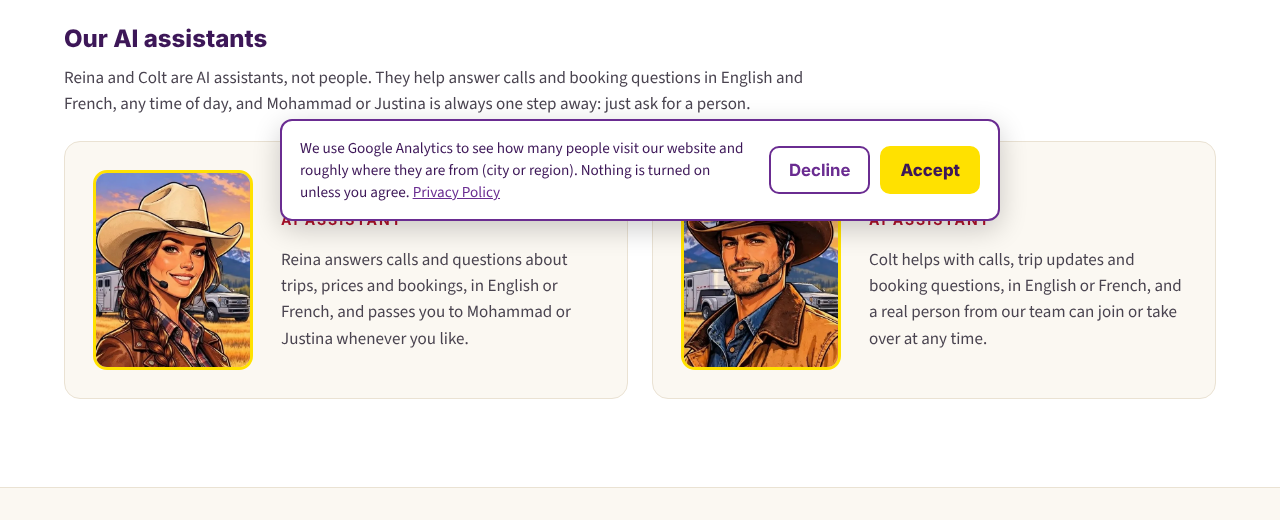 Our AI assistants
Reina and Colt are AI assistants, not people. They help answer calls and booking questions in English and
French, any time of day, and Mohammad or Justina is always one step away: just ask for a person.
We use Google Analytics to see how many people visit our website and
roughly where they are from (city or region). Nothing is turned on
unless you agree. Privacy Policy
Decline
Accept
AI ASSISTANT
Reina answers calls and questions about
trips, prices and bookings, in English or
French, and passes you to Mohammad or
Justina whenever you like.
AI ASSISTANT
Colt helps with calls, trip updates and
booking questions, in English or French, and
a real person from our team can join or take
over at any time.